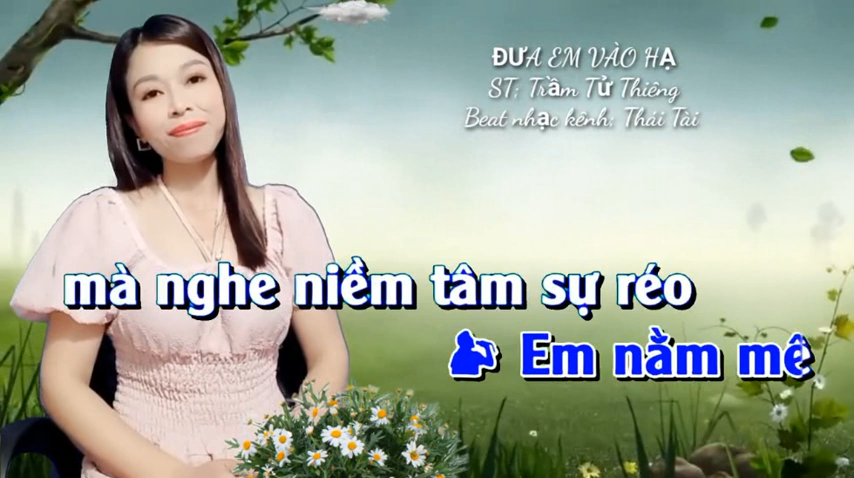 ĐƯA EM VÀO HẠ
ST: Trầm Tử Thiêng
Beat nhạc kênh: Thái Tài
mà nghe niềm tâm sự réo
Em nằm mê